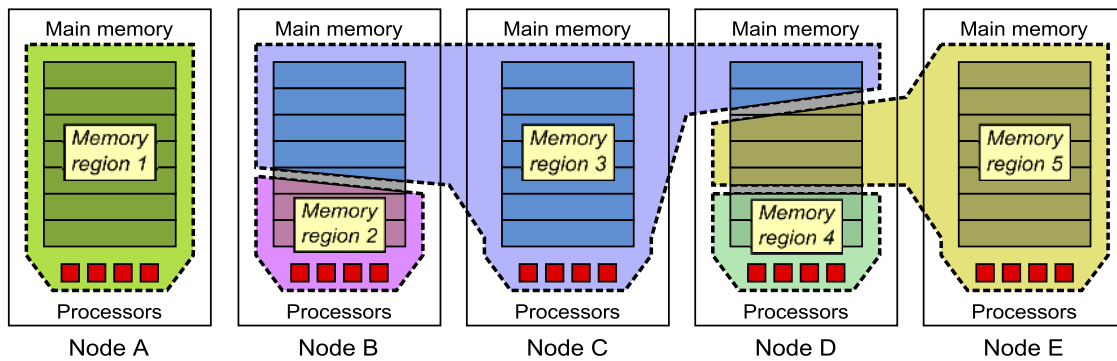 Main memory
Main memory
Main memory
Main memory
Main memory
Memory
region 1
Memory
region 2
Memory
region 3
Memory
region 4
Memory
region 5
Processors
Processors
Processors
Processors
Processors
Node A
Node B
Node C
Node D
Node E